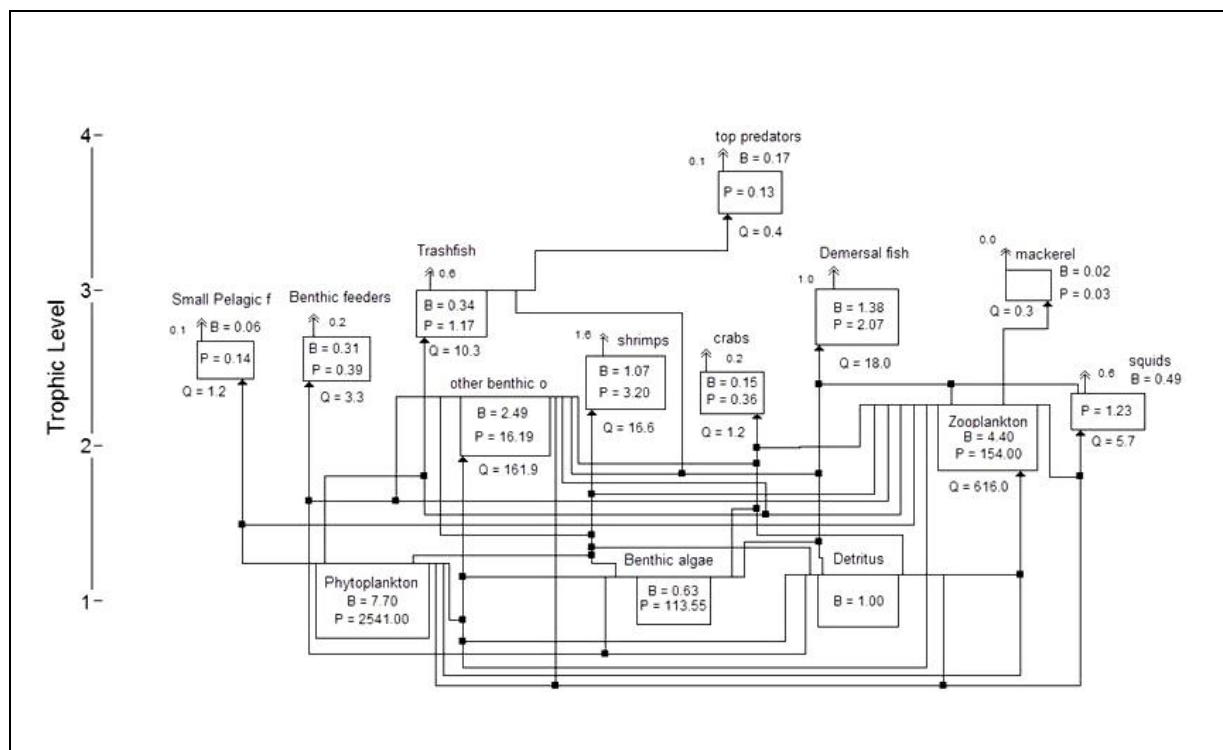 4
top predators
0.1
B = 0.17
P = 0.13
Q = 0.4
Trashfish
0.6
Demersal fish
1.0
0.0
mackerel
B = 0.02
P = 0.03
Q = 0.3
3
Small Pelagic f
0.1
B = 0.06
P = 0.14
Q = 1.2
Benthic feeders
0.2
B = 0.31
P = 0.39
Q = 3.3
B = 0.34
P = 1.17
Q = 10.3
1.6
shrimps
B = 1.07
P = 3.20
Q = 16.6
crabs
0.2
B = 0.15
P = 0.36
Q = 1.2
B = 1.38
P = 2.07
Q = 18.0
squids
0.6
B = 0.49
P = 1.23
Q = 5.7
Trophic Level
other benthic o
B = 2.49
P = 16.19
Q = 161.9
Zooplankton
B = 4.40
P = 154.00
Q = 616.0
2
Phytoplankton
B = 7.70
P = 2541.00
Benthic algae
B = 0.63
P = 113.55
Detritus
B = 1.00
1